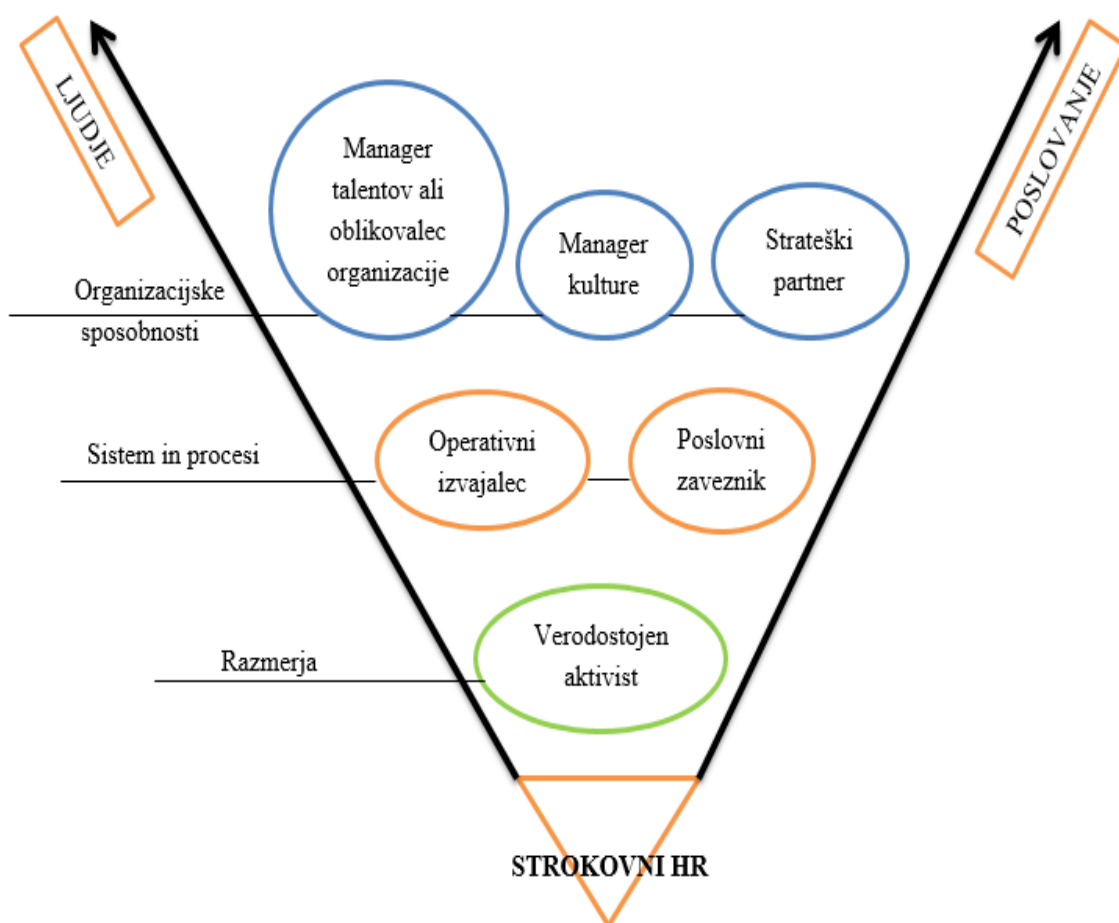 LJUDJE
POSLOVANJE
Manager
talentov ali
oblikovalec
organizacije
Manager
kulture
Strateški
partner
Organizacijske
sposobnosti
Operativni
izvajalec
Poslovni
zaveznik
Sistem in procesi
Verodostojen
aktivist
Razmerja
STROKOVNI HR